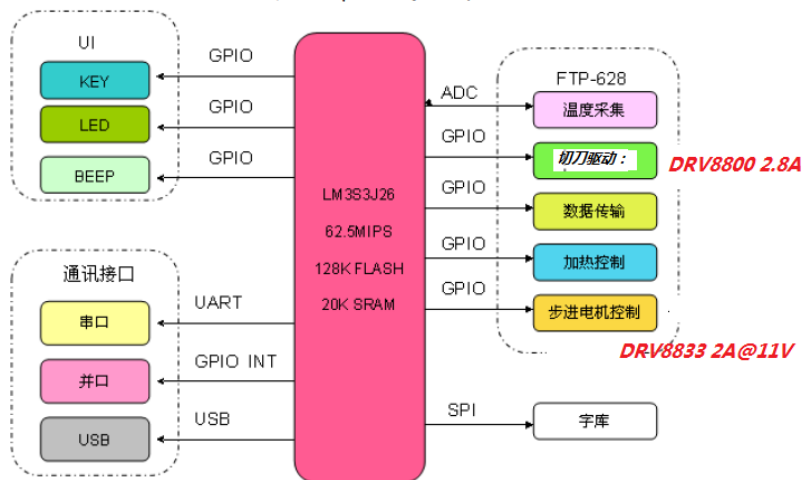 UI
KEY
LED
BEEP
GPIO
GPIO
GPIO
通讯接口
串口
并口
USB
UART
GPIO INT
USB
LM3S3J26
62.5MIPS
128K FLASH
20K SRAM
ADC
GPIO
GPIO
GPIO
GPIO
SPI
FTP-628
温度采集
切刀驱动：
数据传输
加热控制
步进电机控制
字库
DRV8800 2.8A
DRV8833 2A@11V